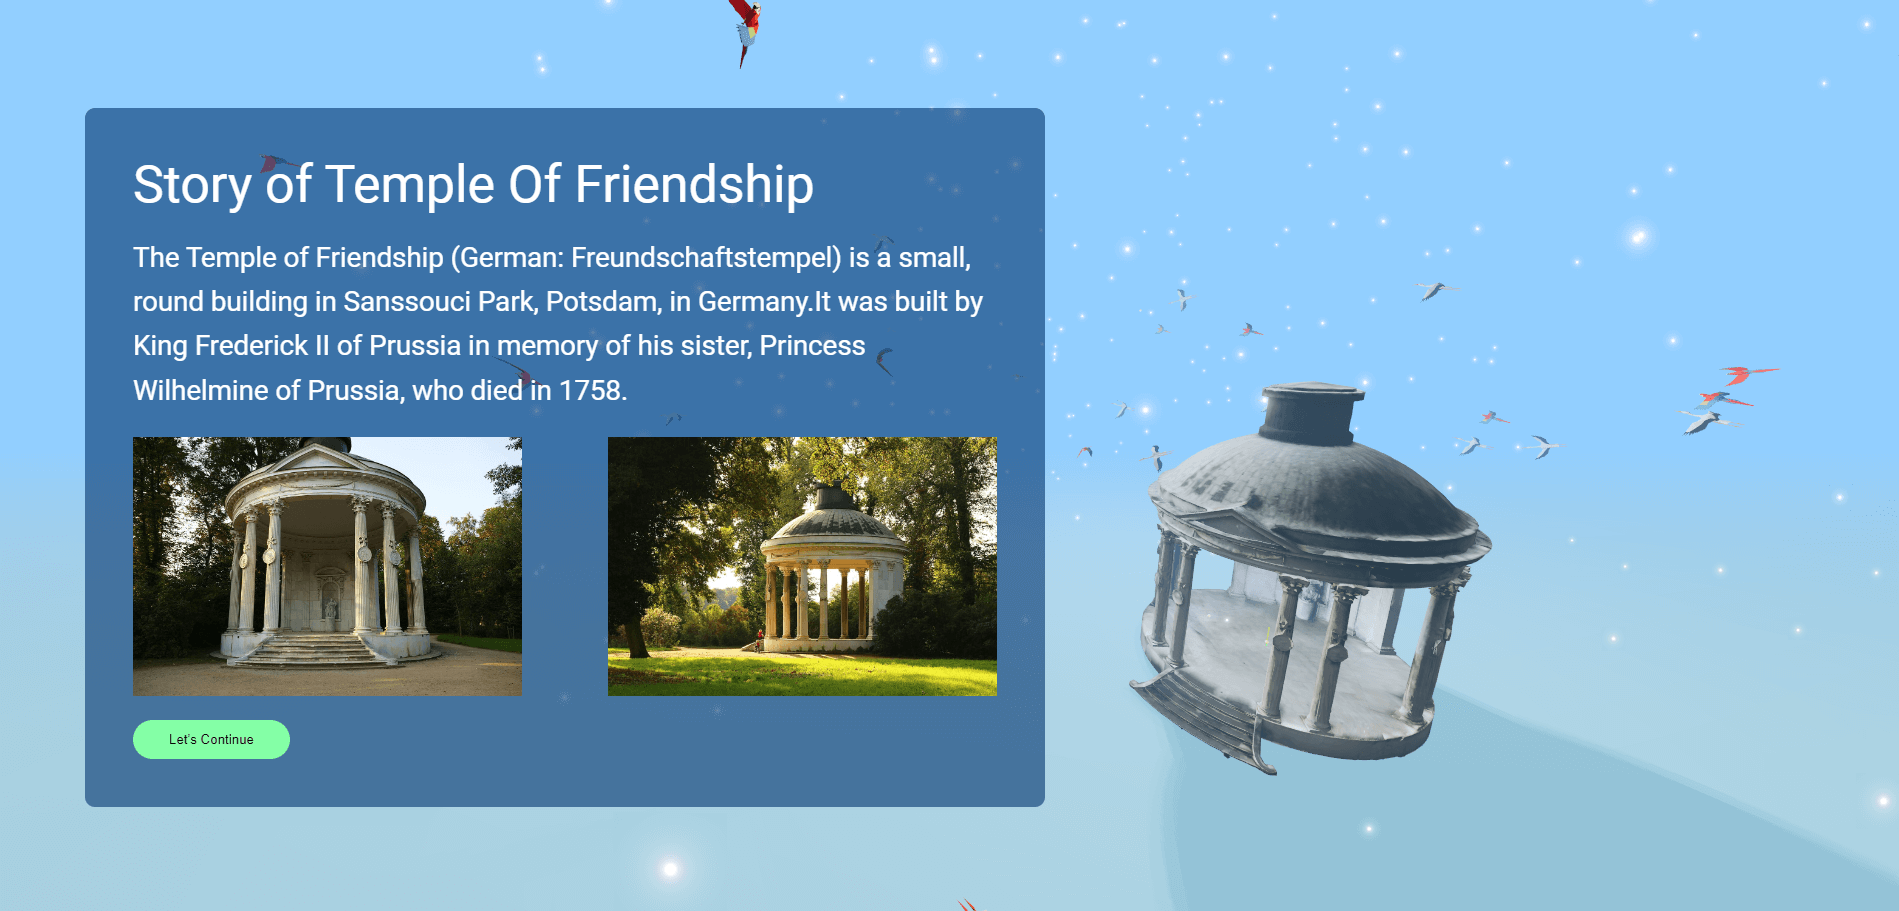 Story of Temple Of Friendship
The Temple of Friendship (German: Freundschaftstempel) is a small,
round building in Sanssouci Park, Potsdam, in Germany.It was built by
King Frederick II of Prussia in memory of his sister, Princess
Wilhelmine of Prussia, who died in 1758.
Let's Continue